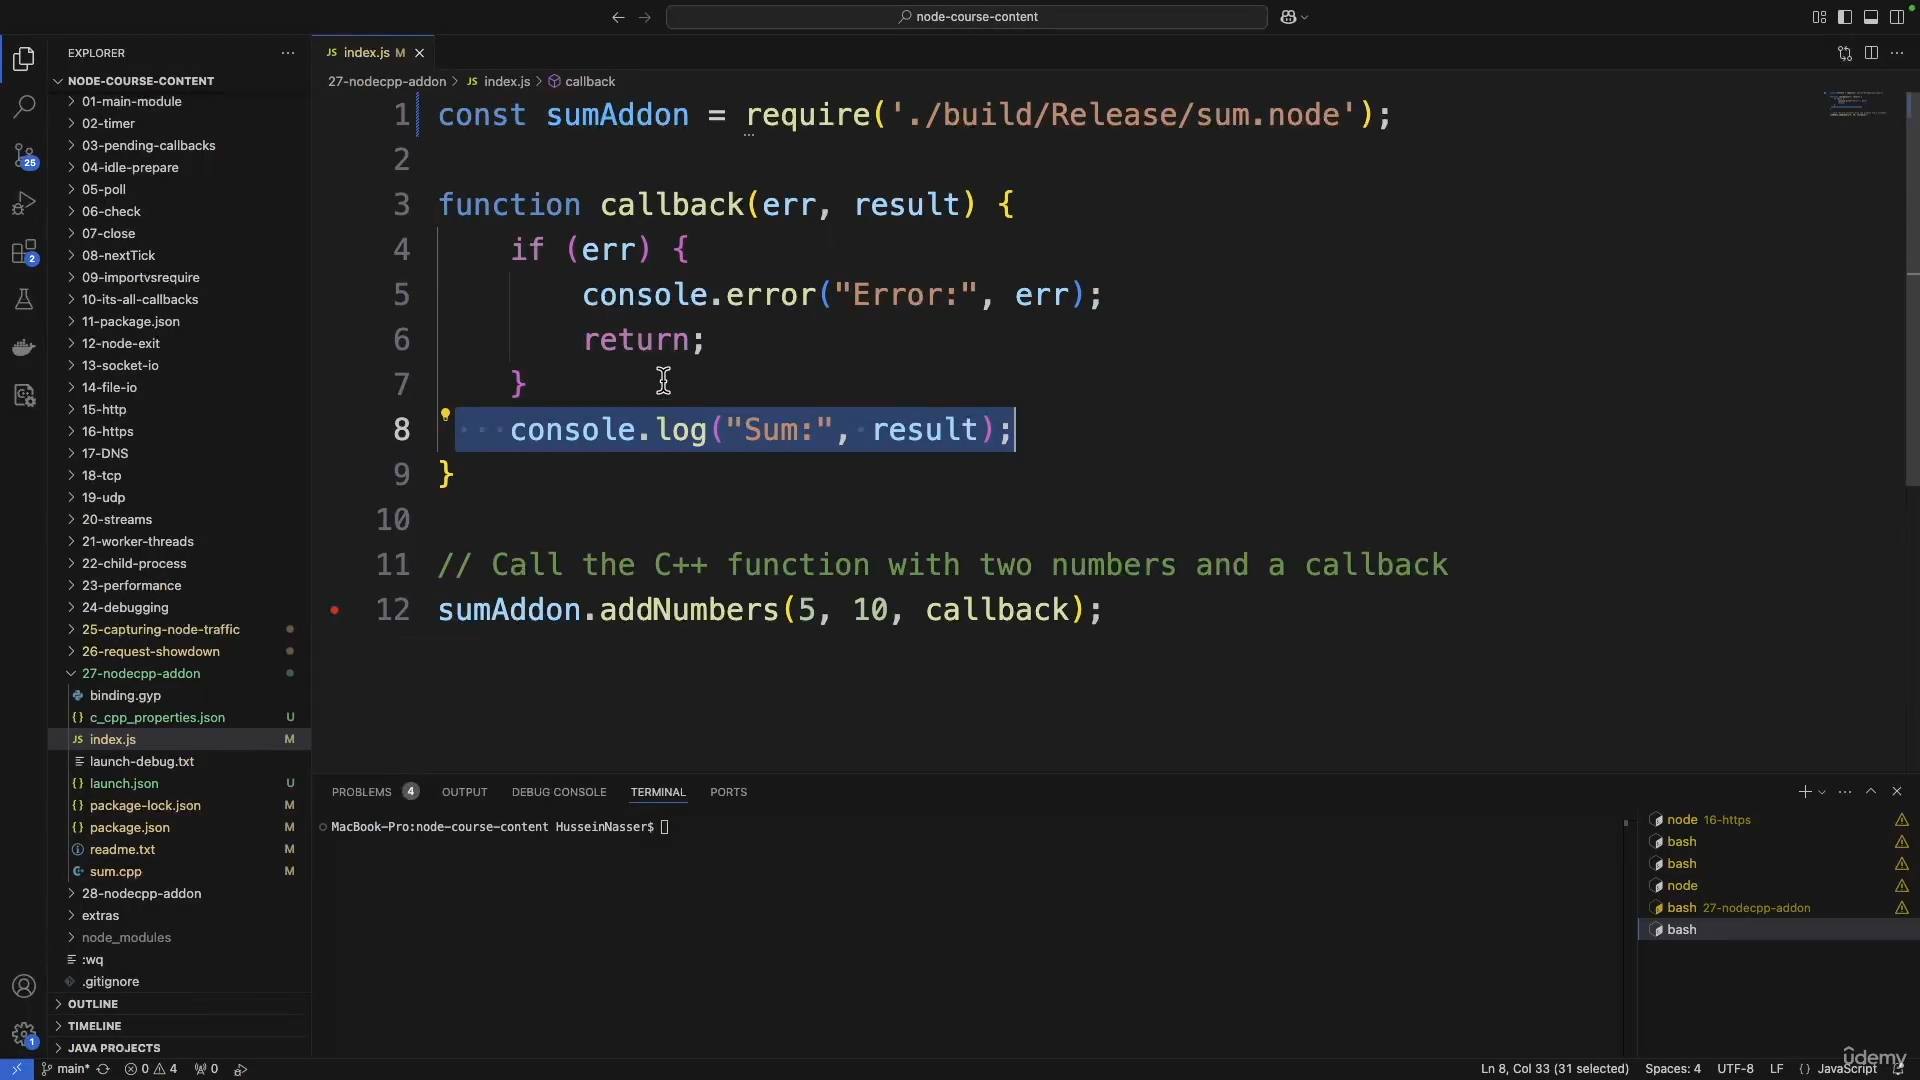 node-course-content
EXPLORER
NODE-COURSE-CONTENT
01-main-module
02-timer
03-pending-callbacks
04-idle-prepare
05-poll
06-check
07-close
08-nextTick
09-importvsrequire
10-its-all-callbacks
11-package.json
12-node-exit
13-socket-io
14-file-io
15-http
16-https
17-DNS
18-tcp
19-udp
20-streams
21-worker-threads
22-child-process
23-performance
24-debugging
25-capturing-node-traffic
26-request-showdown
27-nodecpp-addon
binding.gyp
{} c_cpp_properties.json U
JS index.js M
launch-debug.txt
{} launch.json U
{} package-lock.json M
{} package.json M
readme.txt M
sum.cpp M
28-nodecpp-addon
extras
node_modules
:wq
.gitignore
OUTLINE
TIMELINE
JAVA PROJECTS
25
2
1
JS index.js M
27-nodecpp-addon > JS index.js > callback
1 const sumAddon = require('./build/Release/sum.node');
2
3 function callback(err, result) {
4 if (err) {
5 console.error("Error:", err);
6 return;
7 }
8 console.log("Sum:", result);
9 }
10
11 // Call the C++ function with two numbers and a callback
12 sumAddon.addNumbers(5, 10, callback);
PROBLEMS 4 OUTPUT DEBUG CONSOLE TERMINAL PORTS
MacBook-Pro:node-course-content HusseinNasser$
node 16-https
bash
bash
node
bash 27-nodecpp-addon
bash
main* 0 4 0
Ln 8, Col 33 (31 selected) Spaces: 4 UTF-8 LF {} JavaScript
ûdemy